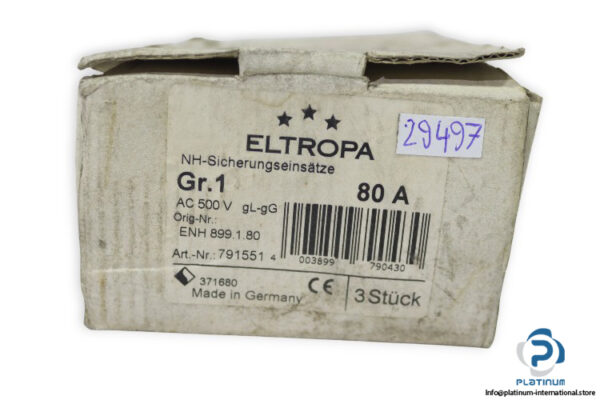 ELTROPA
29497
NH-Sicherungseinsätze
Gr.1 80 A
AC 500 V gL-gG
Orig-Nr.:
ENH 899.1.80
Art.-Nr.: 791551 4 003899 790430
371680
Made in Germany CE 3 Stück
P
PLATINUM
Info@platinum-international.store